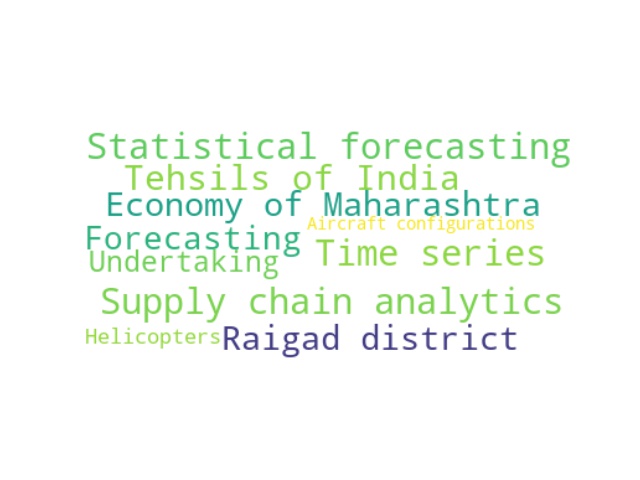 Statistical forecasting
Tehsils of India
Economy of Maharashtra
Aircraft configurations
Forecasting
Time series
Undertaking
Supply chain analytics
Helicopters
Raigad district